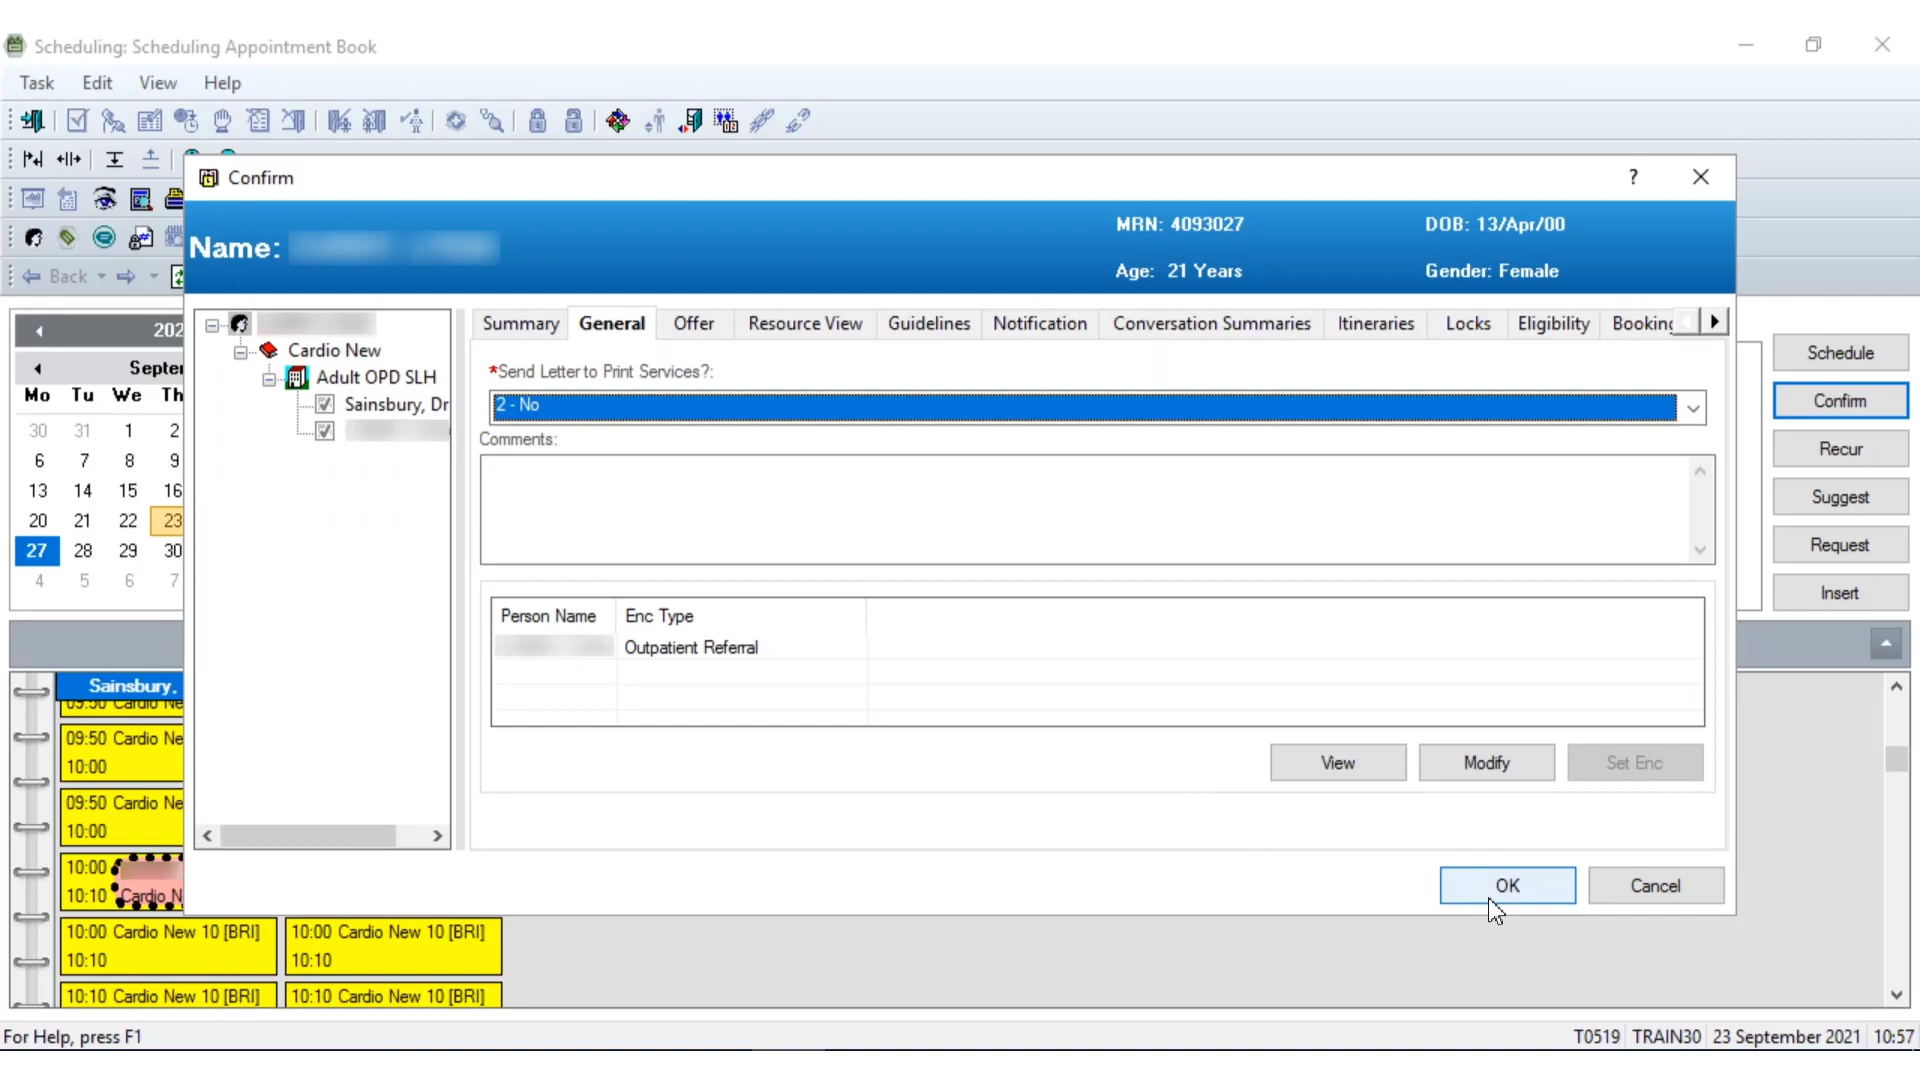 Scheduling: Scheduling Appointment Book
Task Edit View Help
Back
Confirm
Name:
MRN: 4093027
DOB: 13/Apr/00
Age: 21 Years
Gender: Female
Cardio New
Adult OPD SLH
Sainsbury, Dr
Summary General Offer Resource View Guidelines Notification Conversation Summaries Itineraries Locks Eligibility Booking
*Send Letter to Print Services?:
2 - No
Comments:
Person Name Enc Type
Outpatient Referral
View Modify Set Enc
OK Cancel
202
Septer
Mo Tu We Th
30 31 1 2
6 7 8 9
13 14 15 16
20 21 22 23
27 28 29 30
4 5 6 7
Schedule
Confirm
Recur
Suggest
Request
Insert
Sainsbury,
09:50 Cardio Ne
09:50 Cardio Ne
10:00
09:50 Cardio Ne
10:00
10:00
10:10 Cardio N
10:00 Cardio New 10 [BRI] 10:00 Cardio New 10 [BRI]
10:10 10:10
10:10 Cardio New 10 [BRI] 10:10 Cardio New 10 [BRI]
For Help, press F1
T0519 TRAIN30 23 September 2021 10:57